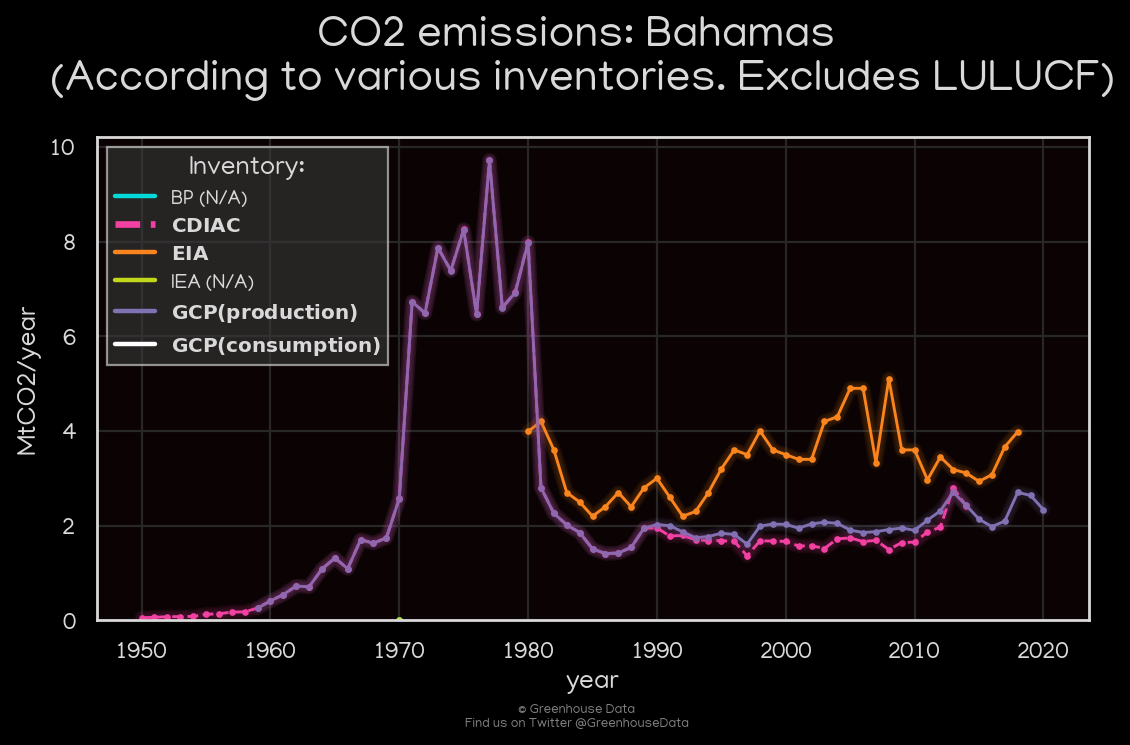 CO2 emissions: Bahamas
(According to various inventories. Excludes LULUCF)
Inventory:
BP (N/A)
CDIAC
EIA
IEA (N/A)
GCP(production)
GCP(consumption)
10
8
6
4
2
0
MtCO2/year
1950 1960 1970 1980 1990 2000 2010 2020
year
© Greenhouse Data
Find us on Twitter @GreenhouseData